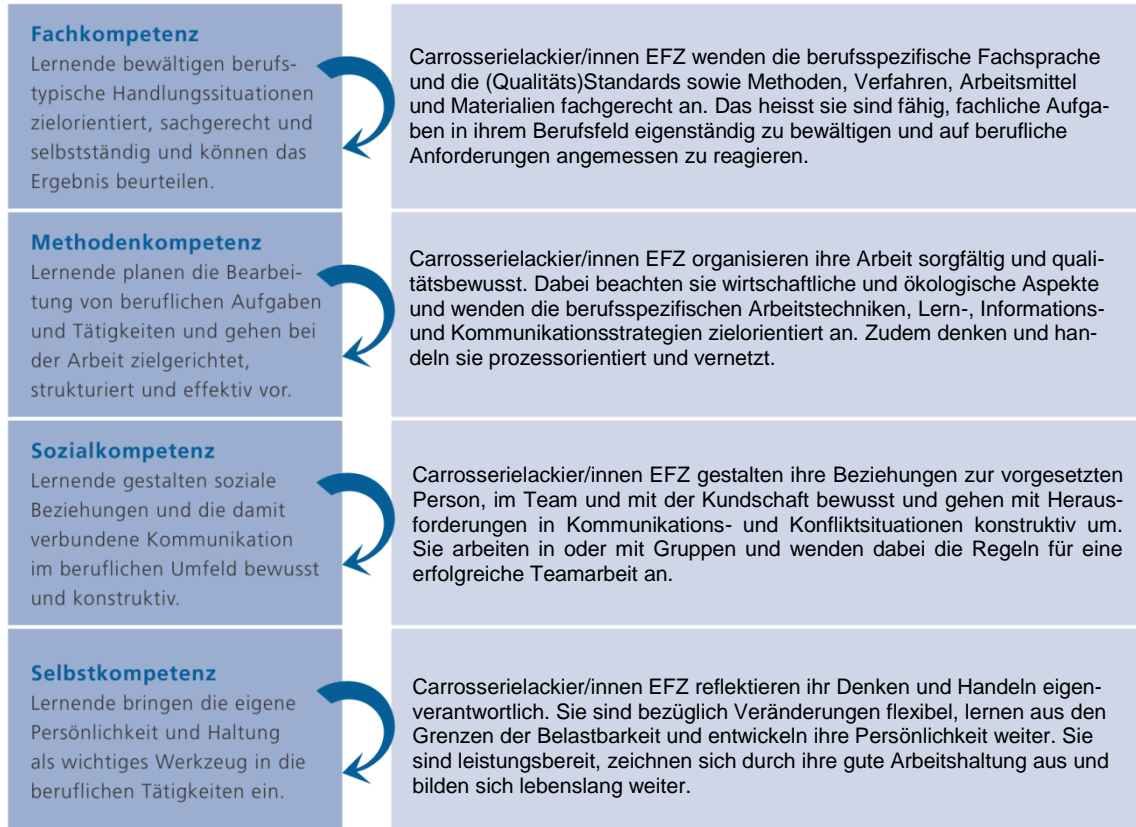 Fachkompetenz
Lernende bewältigen berufs-
typische Handlungssituationen
zielorientiert, sachgerecht und
selbstständig und können das
Ergebnis beurteilen.
Carrosserielackier/innen EFZ wenden die berufsspezifische Fachsprache
und die (Qualitäts)Standards sowie Methoden, Verfahren, Arbeitsmittel
und Materialien fachgerecht an. Das heisst sie sind fähig, fachliche Aufga-
ben in ihrem Berufsfeld eigenständig zu bewältigen und auf berufliche
Anforderungen angemessen zu reagieren.
Methodenkompetenz
Lernende planen die Bearbei-
tung von beruflichen Aufgaben
und Tätigkeiten und gehen bei
der Arbeit zielgerichtet,
strukturiert und effektiv vor.
Carrosserielackier/innen EFZ organisieren ihre Arbeit sorgfältig und quali-
tätsbewusst. Dabei beachten sie wirtschaftliche und ökologische Aspekte
und wenden die berufsspezifischen Arbeitstechniken, Lern-, Informations-
und Kommunikationsstrategien zielorientiert an. Zudem denken und han-
deln sie prozessorientiert und vernetzt.
Sozialkompetenz
Lernende gestalten soziale
Beziehungen und die damit
verbundene Kommunikation
im beruflichen Umfeld bewusst
und konstruktiv.
Carrosserielackier/innen EFZ gestalten ihre Beziehungen zur vorgesetzten
Person, im Team und mit der Kundschaft bewusst und gehen mit Heraus-
forderungen in Kommunikations- und Konfliktsituationen konstruktiv um.
Sie arbeiten in oder mit Gruppen und wenden dabei die Regeln für eine
erfolgreiche Teamarbeit an.
Selbstkompetenz
Lernende bringen die eigene
Persönlichkeit und Haltung
als wichtiges Werkzeug in die
beruflichen Tätigkeiten ein.
Carrosserielackier/innen EFZ reflektieren ihr Denken und Handeln eigen-
verantwortlich. Sie sind bezüglich Veränderungen flexibel, lernen aus den
Grenzen der Belastbarkeit und entwickeln ihre Persönlichkeit weiter. Sie
sind leistungsbereit, zeichnen sich durch ihre gute Arbeitshaltung aus und
bilden sich lebenslang weiter.